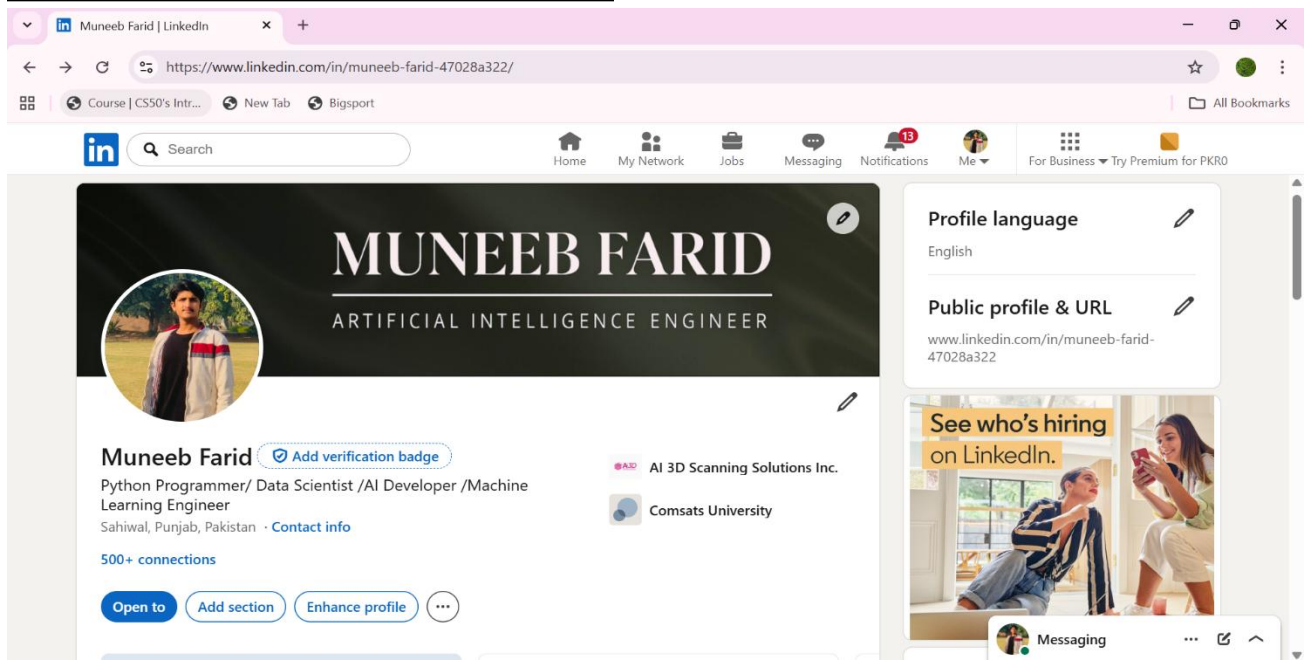 Muneeb Farid | LinkedIn
https://www.linkedin.com/in/muneeb-farid-47028a322/
Course | CS50's Intr... New Tab Bigsport All Bookmarks
in Search
Home My Network Jobs Messaging 13 Notifications Me For Business Try Premium for PKR0
MUNEEB FARID
ARTIFICIAL INTELLIGENCE ENGINEER
Muneeb Farid Add verification badge
Python Programmer/ Data Scientist /AI Developer /Machine
Learning Engineer
Sahiwal, Punjab, Pakistan · Contact info
500+ connections
Open to Add section Enhance profile
AI 3D Scanning Solutions Inc.
Comsats University
Profile language
English
Public profile & URL
www.linkedin.com/in/muneeb-farid-
47028a322
See who's hiring
on LinkedIn.
Messaging